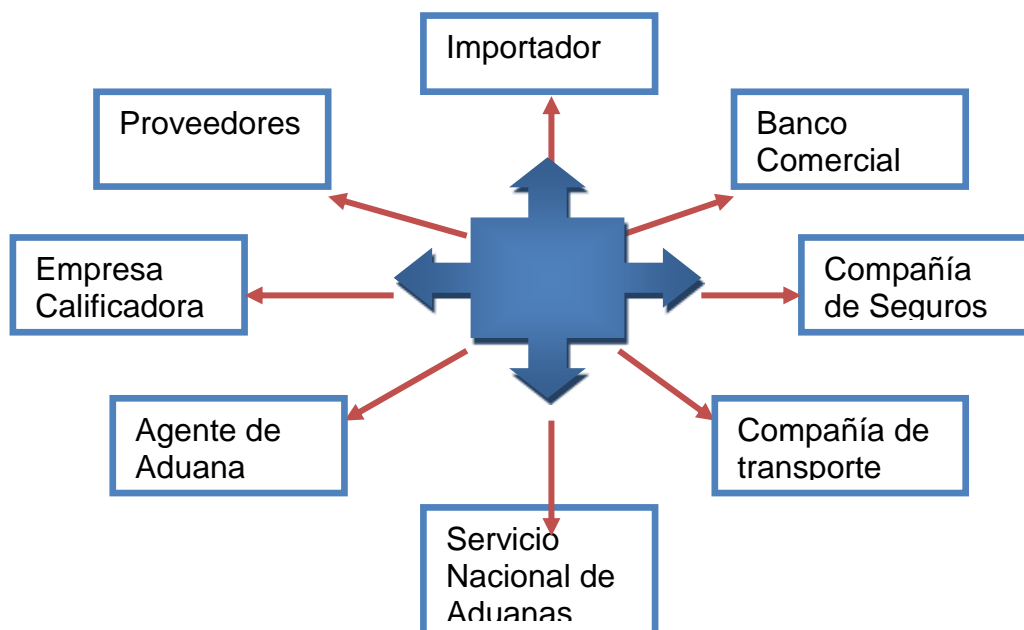 Importador
Proveedores
Banco
Comercial
Empresa
Calificadora
Compañía
de Seguros
Agente de
Aduana
Compañía de
transporte
Servicio
Nacional de
Aduanas